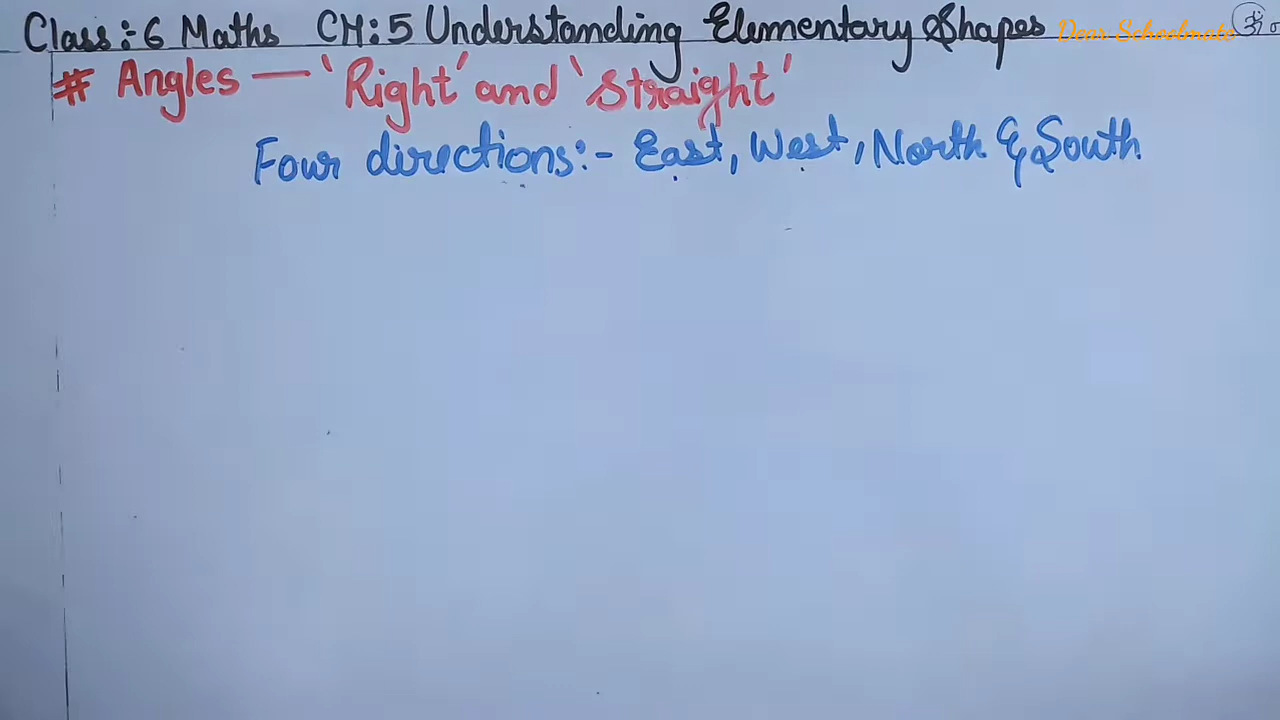 Class:- 6 Maths CH:5 Understanding Elementary Shapes
Door Schoolmate
# Angles — 'Right' and 'Straight'
Four directions:- East, West, North & South